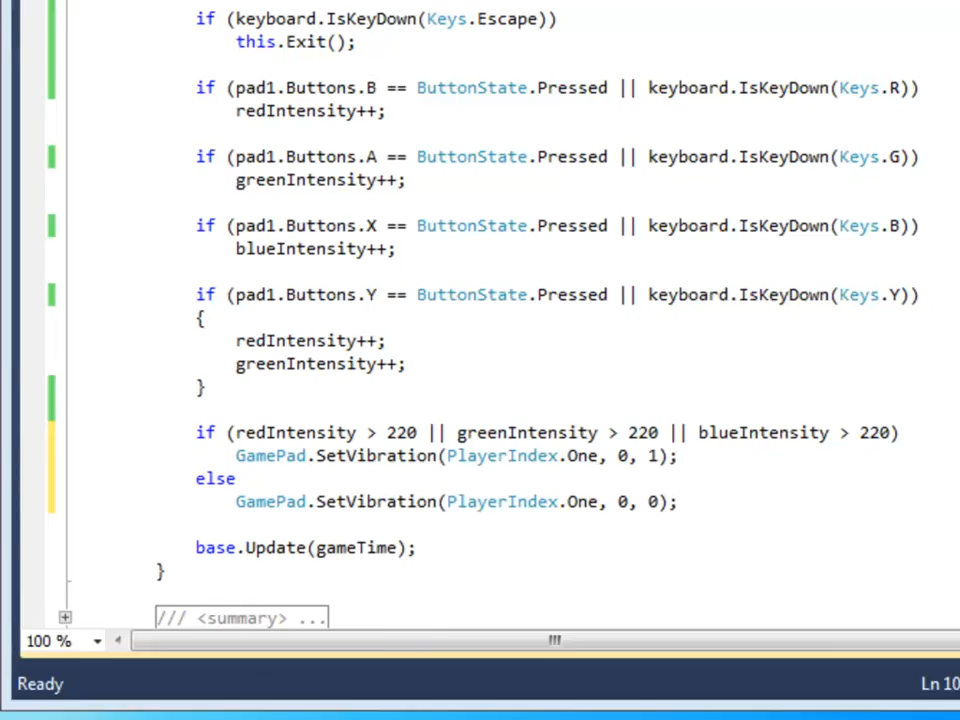 if (keyboard.IsKeyDown(Keys.Escape))
this.Exit();
if (pad1.Buttons.B == ButtonState.Pressed || keyboard.IsKeyDown(Keys.R))
redIntensity++;
if (pad1.Buttons.A == ButtonState.Pressed || keyboard.IsKeyDown(Keys.G))
greenIntensity++;
if (pad1.Buttons.X == ButtonState.Pressed || keyboard.IsKeyDown(Keys.B))
blueIntensity++;
if (pad1.Buttons.Y == ButtonState.Pressed || keyboard.IsKeyDown(Keys.Y))
{
redIntensity++;
greenIntensity++;
}
if (redIntensity > 220 || greenIntensity > 220 || blueIntensity > 220)
GamePad.SetVibration(PlayerIndex.One, 0, 1);
else
GamePad.SetVibration(PlayerIndex.One, 0, 0);
base.Update(gameTime);
}
/// <summary> ...
100 %
Ready
Ln 10